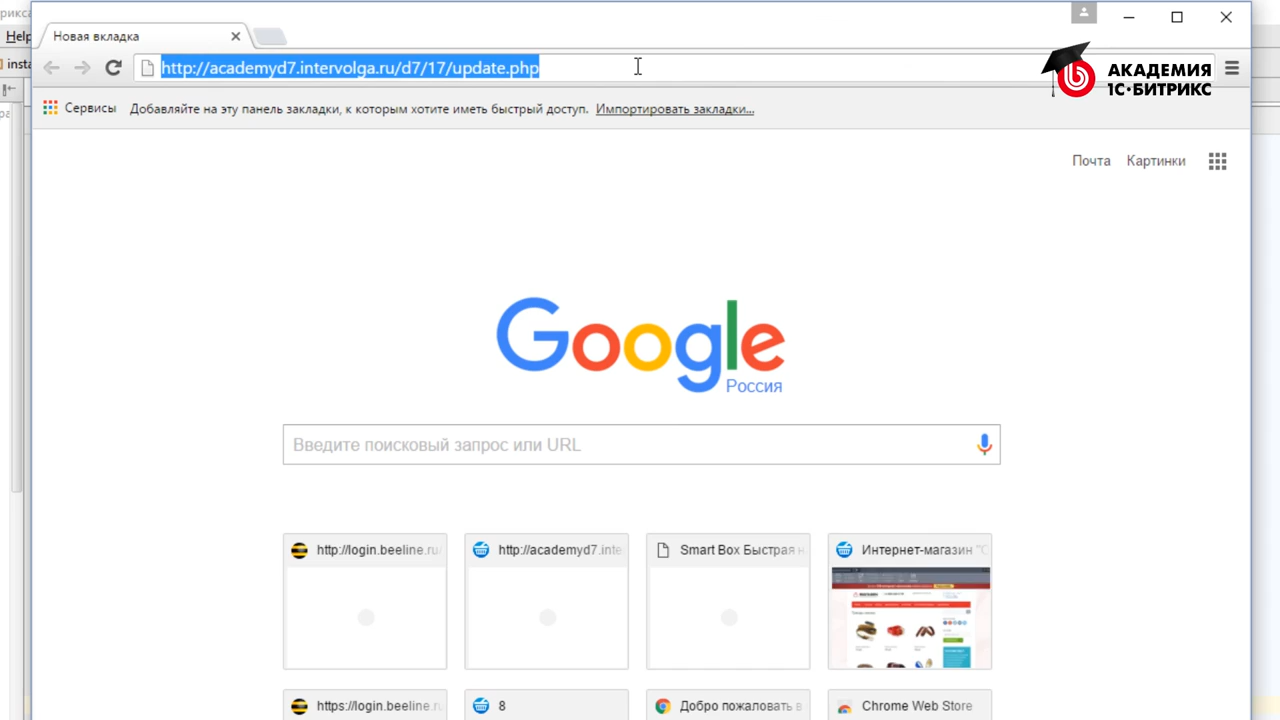 рикса
Новая вкладка
Help
http://academyd7.intervolga.ru/d7/17/update.php
АКАДЕМИЯ
1С·БИТРИКС
insta
Сервисы
Добавляйте на эту панель закладки, к которым хотите иметь быстрый доступ. Импортировать закладки...
Почта Картинки
Google
Россия
Введите поисковый запрос или URL
http://login.beeline.ru/
http://academyd7.inte
Smart Box Быстрая н
Интернет-магазин "С
https://login.beeline.r
8
Добро пожаловать в
Chrome Web Store